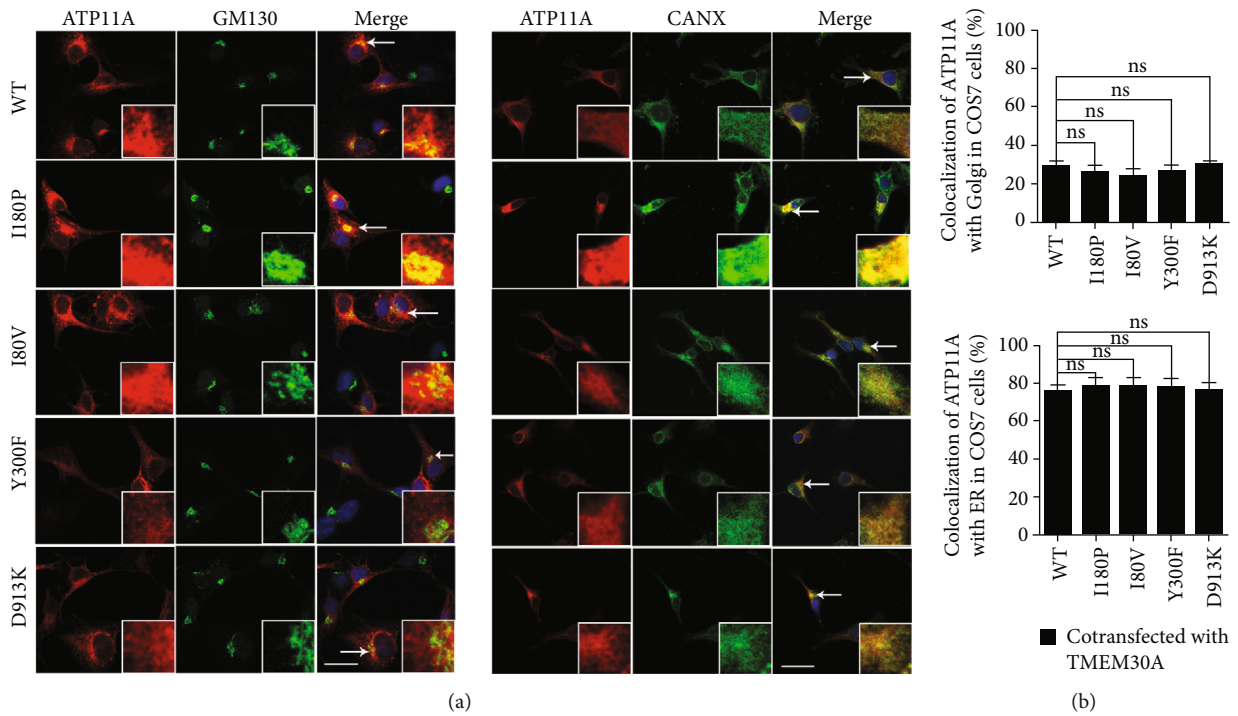 ATP11A GM130 Merge
ATP11A CANX Merge
WT
I180P
I80V
Y300F
D913K
(a)
Colocalization of ATP11A
with Golgi in COS7 cells (%)
100
80
60
40
20
0
ns
ns
ns
ns
WT
I180P
I80V
Y300F
D913K
Colocalization of ATP11A
with ER in COS7 cells (%)
100
80
60
40
20
0
ns
ns
ns
ns
WT
I180P
I80V
Y300F
D913K
Cotransfected with
TMEM30A
(b)